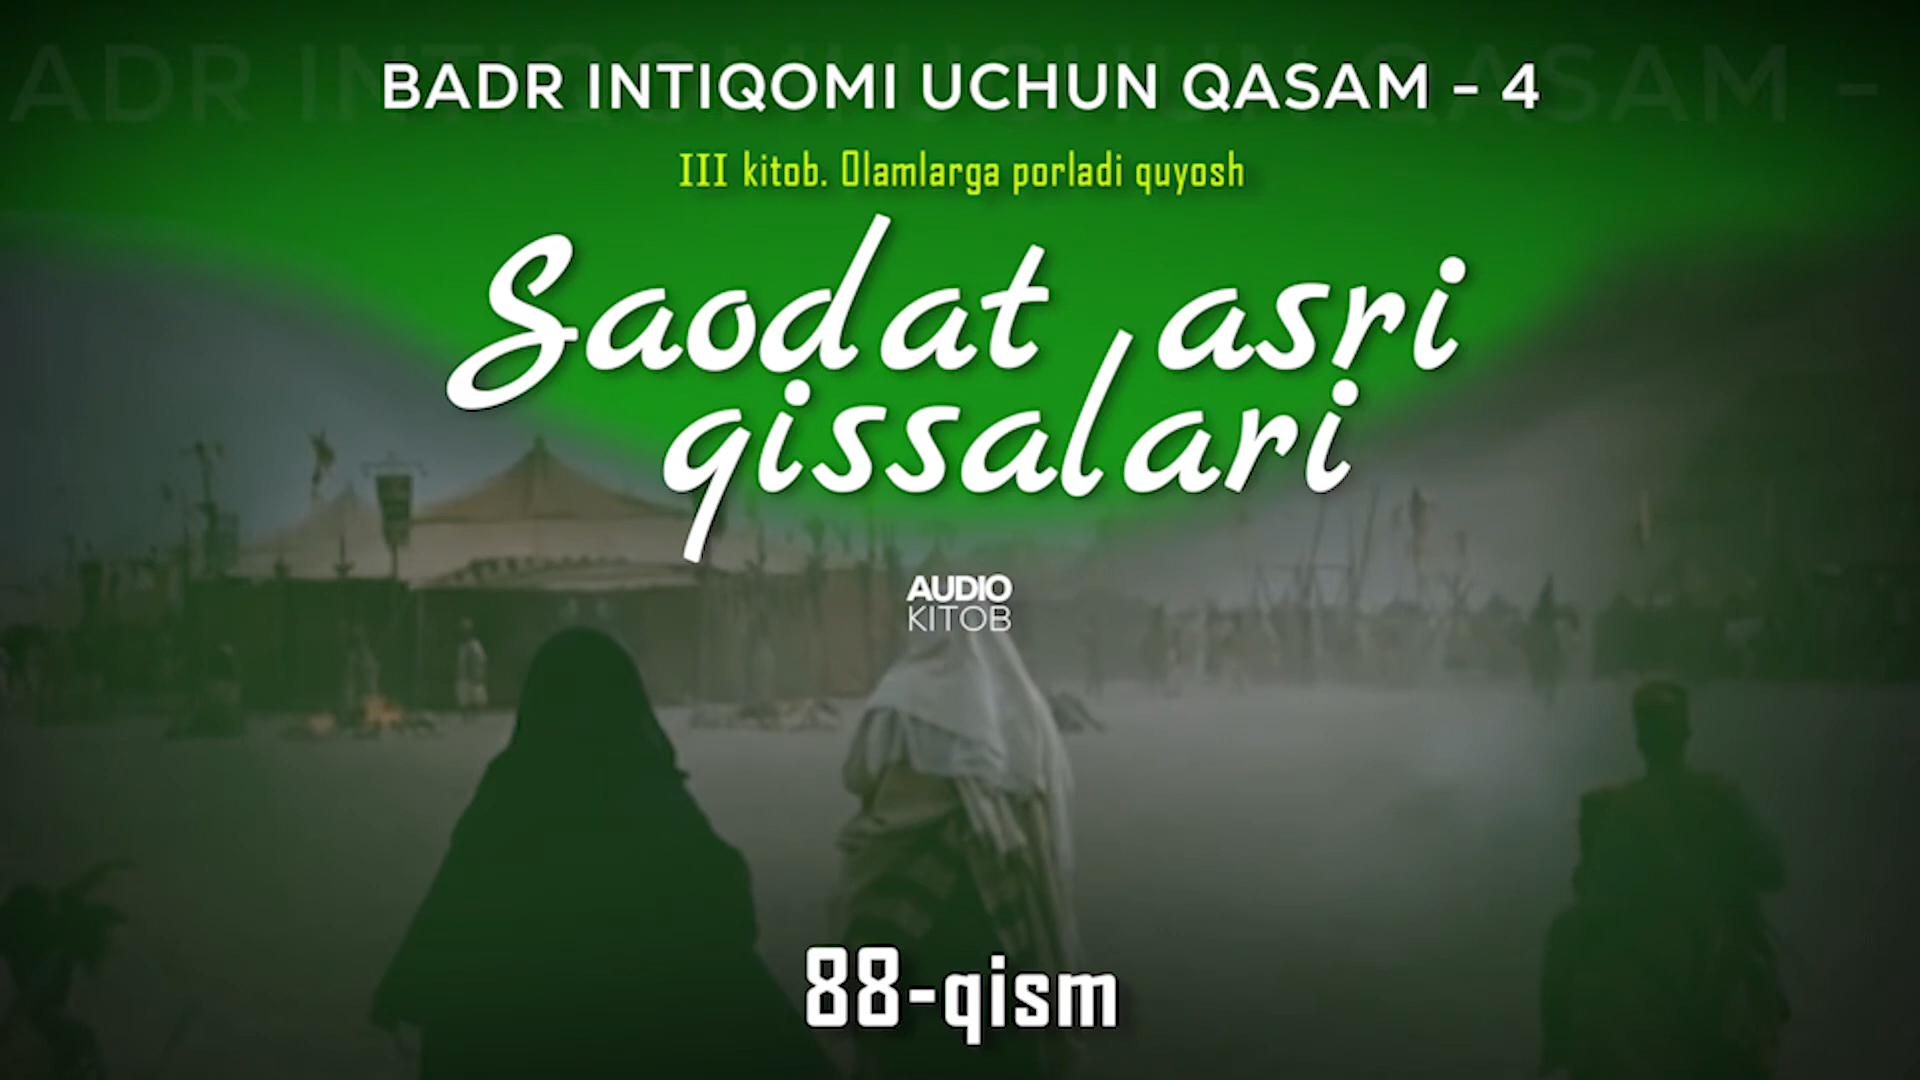 BADR INTIQOMI UCHUN QASAM - 4
III kitob. Olamlarga porladi quyosh
Saodat asri
qissalari
AUDIO
KITOB
88-qism